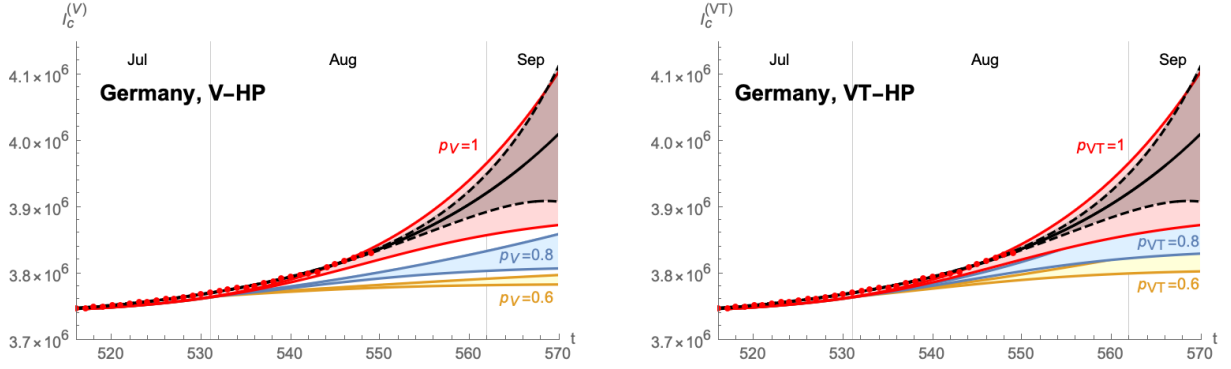 I_c^(V)
Jul Aug Sep
4.1 × 10^6
Germany, V−HP
4.0 × 10^6
p_V=1
3.9 × 10^6
p_V=0.8
3.8 × 10^6
p_V=0.6
3.7 × 10^6
t
520 530 540 550 560 570
I_c^(VT)
Jul Aug Sep
4.1 × 10^6
Germany, VT−HP
4.0 × 10^6
p_VT=1
3.9 × 10^6
p_VT=0.8
3.8 × 10^6
p_VT=0.6
3.7 × 10^6
t
520 530 540 550 560 570